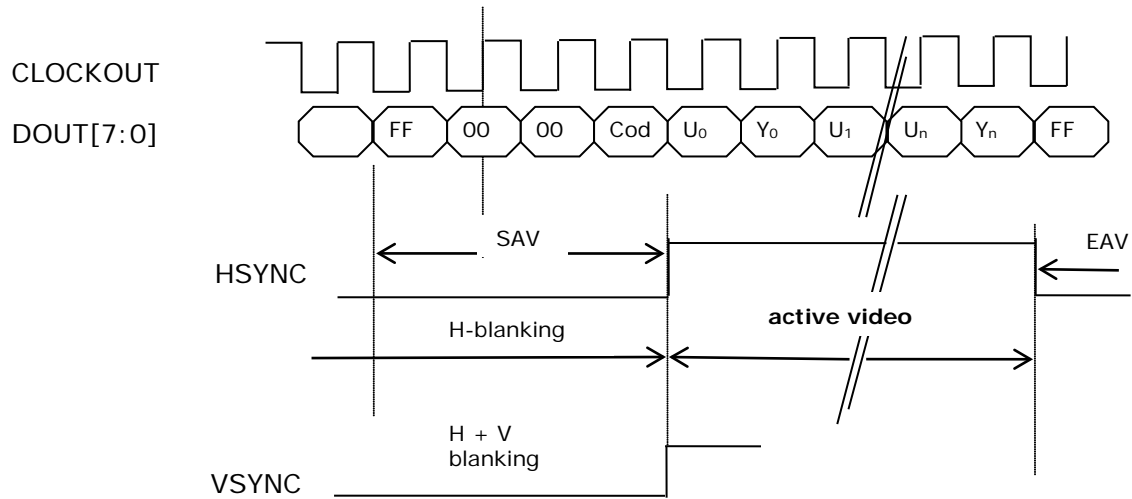 CLOCKOUT
DOUT[7:0]
FF 00 00 Cod U₀ Y₀ U₁ Uₙ Yₙ FF
SAV
EAV
HSYNC
H-blanking
active video
H + V
blanking
VSYNC